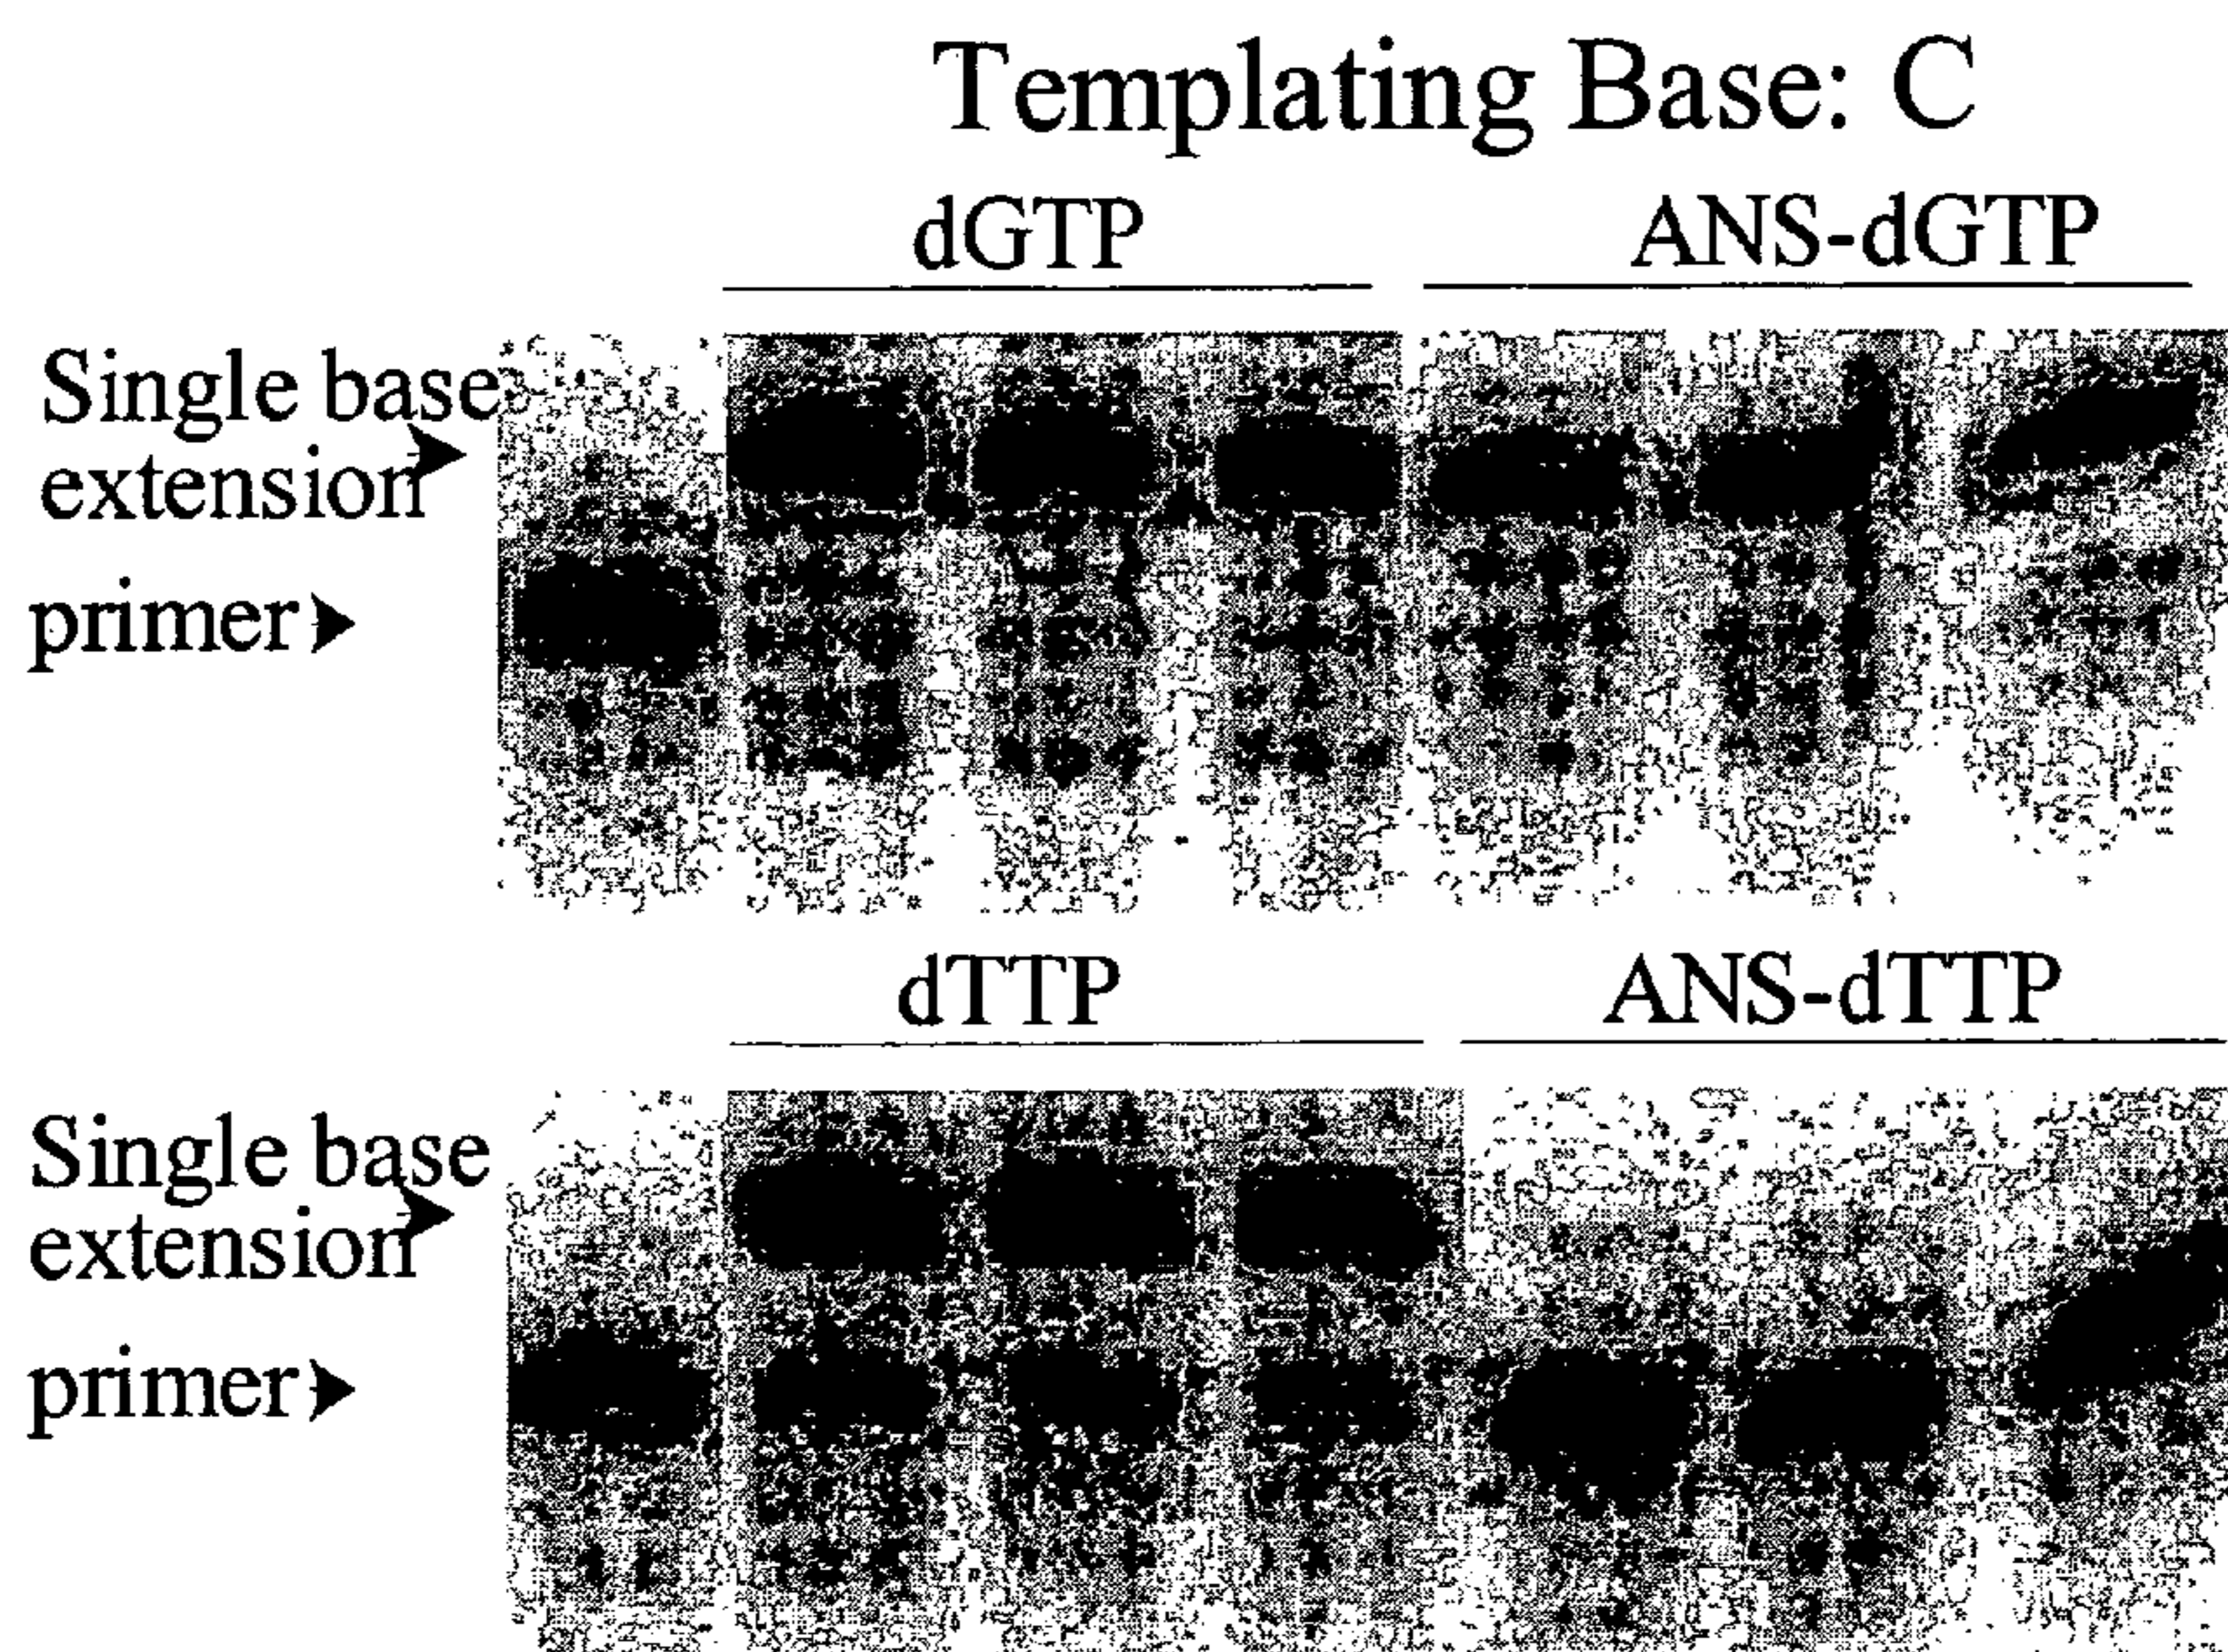 Templating Base: C
dGTP
ANS-dGTP
Single base
extension
primer
dTTP
ANS-dTTP
Single base
extension
primer